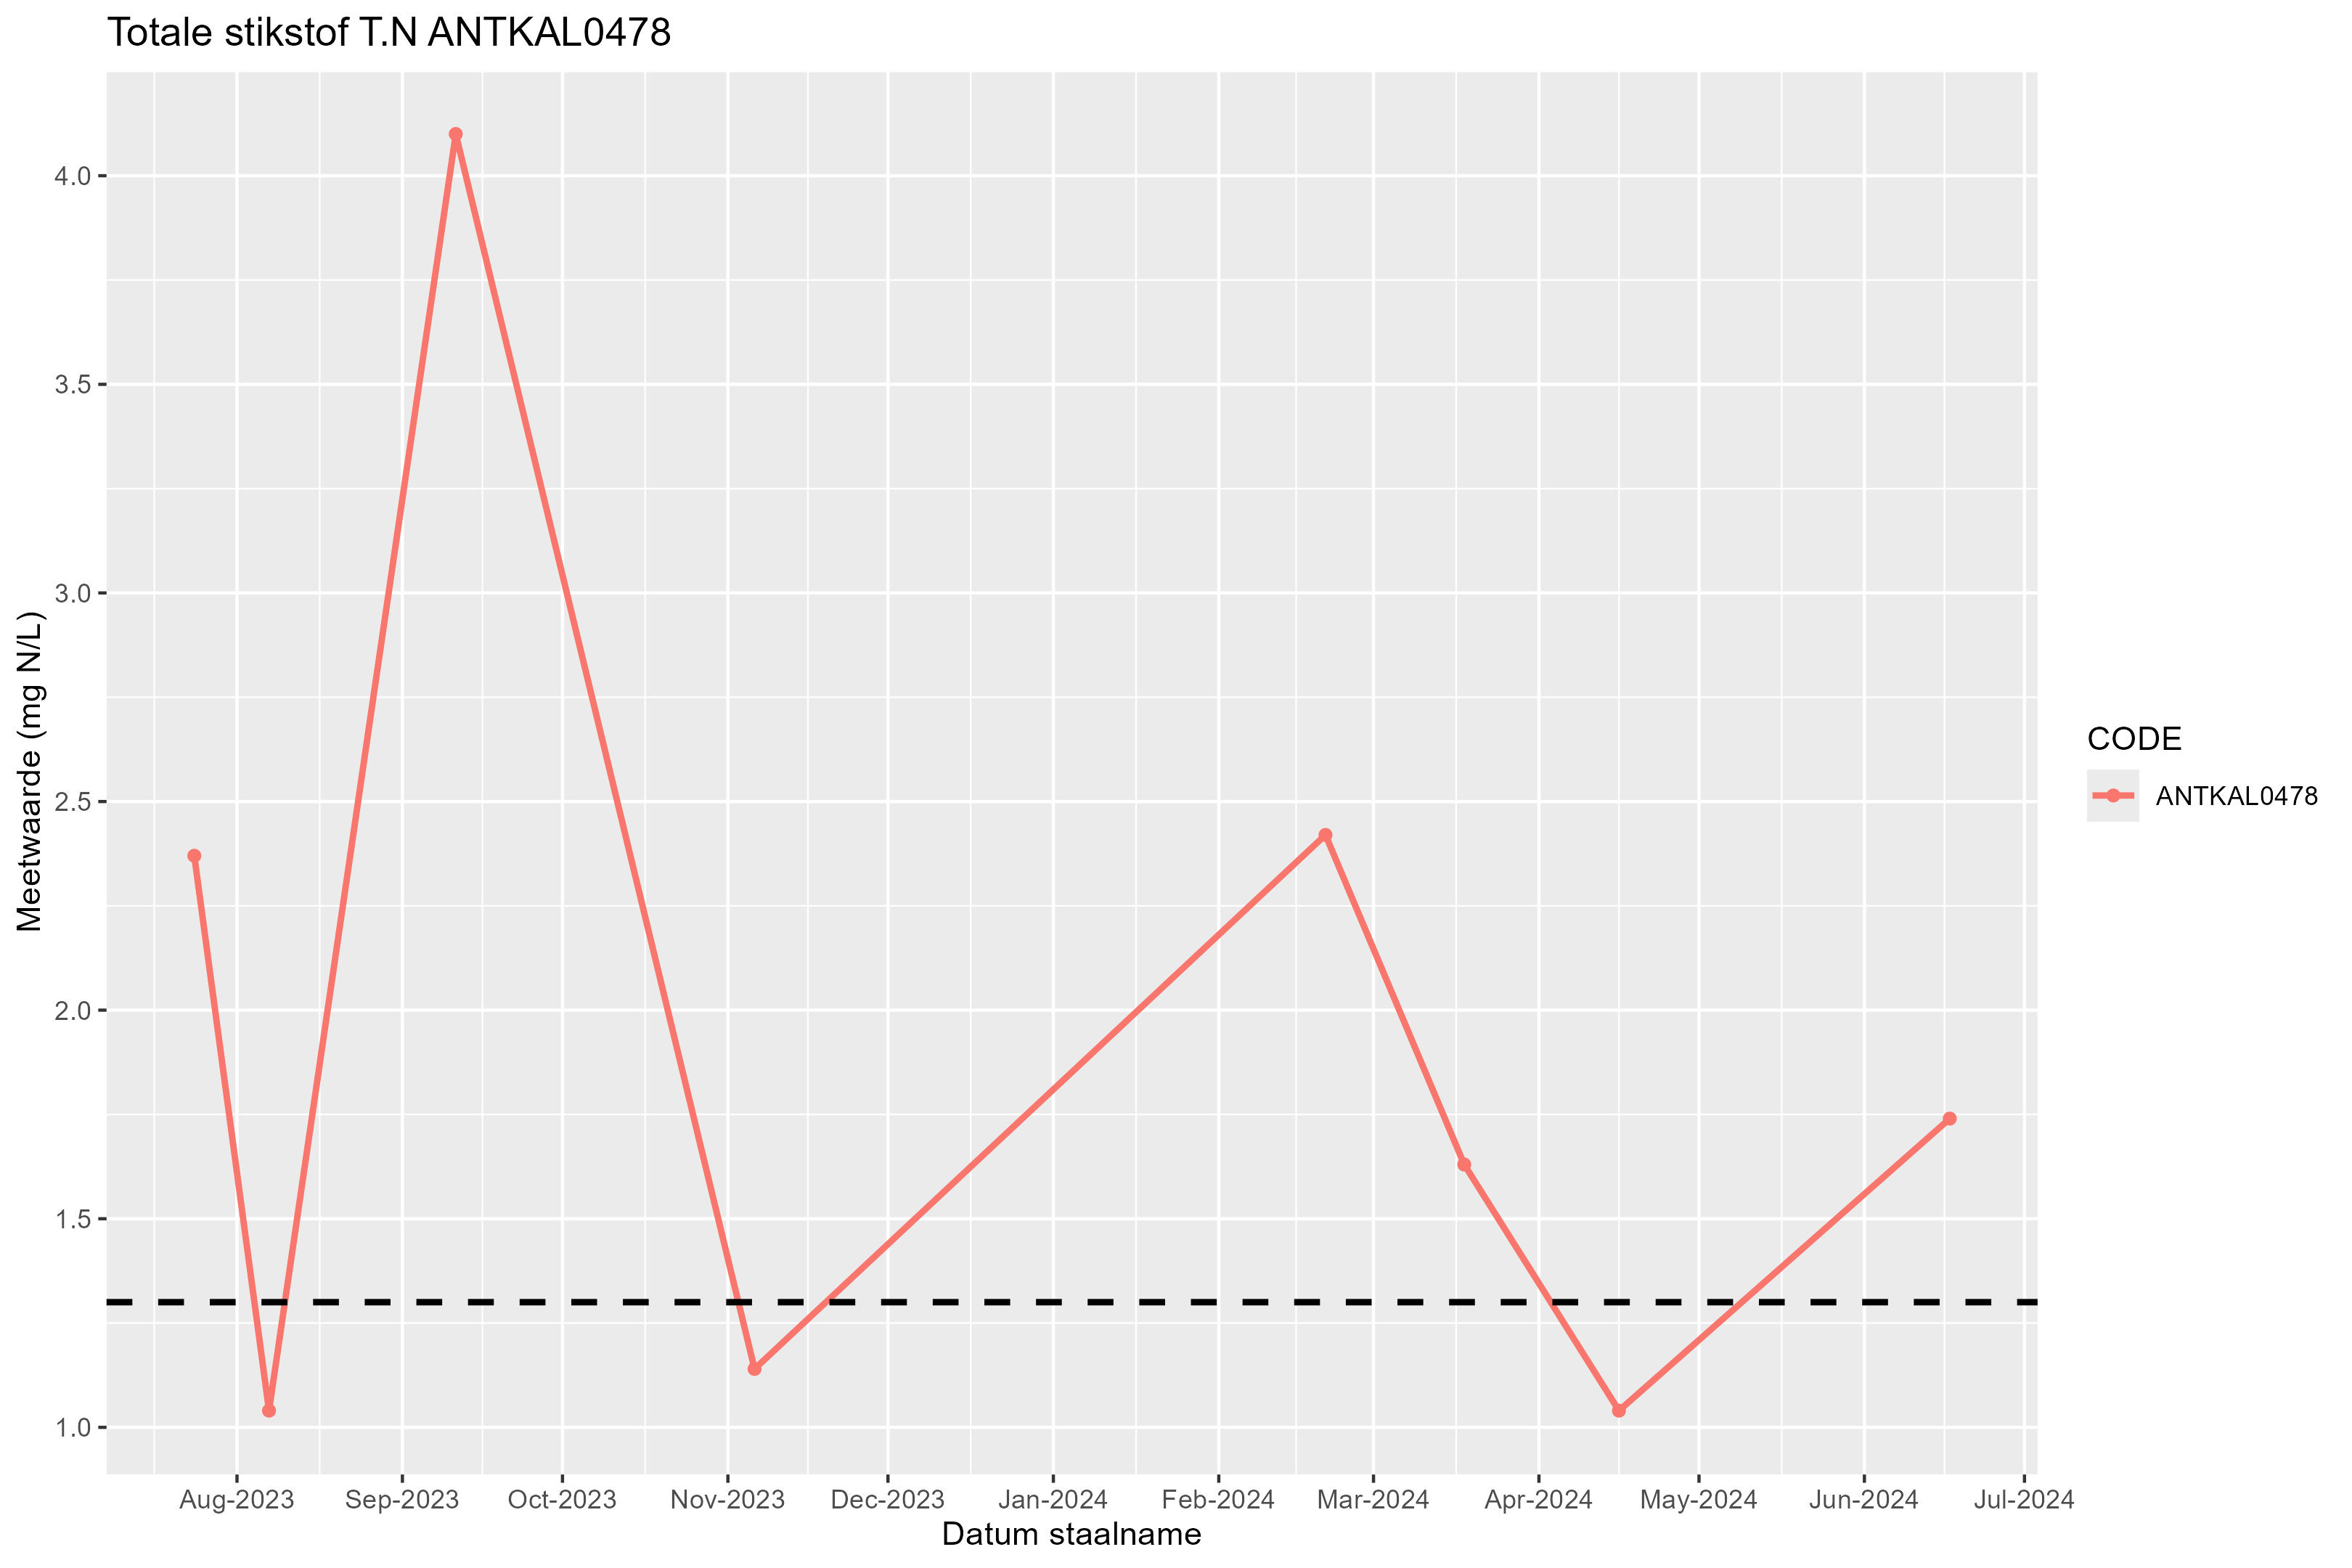 Totale stikstof T.N ANTKAL0478
Meetwaarde (mg N/L)
4.0
3.5
3.0
2.5
2.0
1.5
1.0
Aug-2023 Sep-2023 Oct-2023 Nov-2023 Dec-2023 Jan-2024 Feb-2024 Mar-2024 Apr-2024 May-2024 Jun-2024 Jul-2024
Datum staalname
CODE
ANTKAL0478